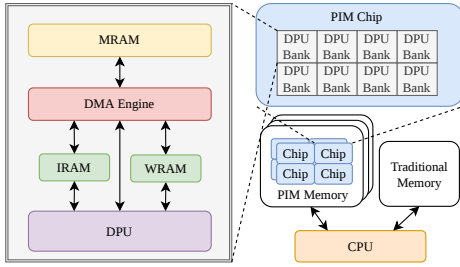 MRAM
DMA Engine
IRAM
WRAM
DPU
PIM Chip
DPU DPU DPU DPU
Bank Bank Bank Bank
DPU DPU DPU DPU
Bank Bank Bank Bank
Chip Chip
Chip Chip
PIM Memory
Traditional
Memory
CPU